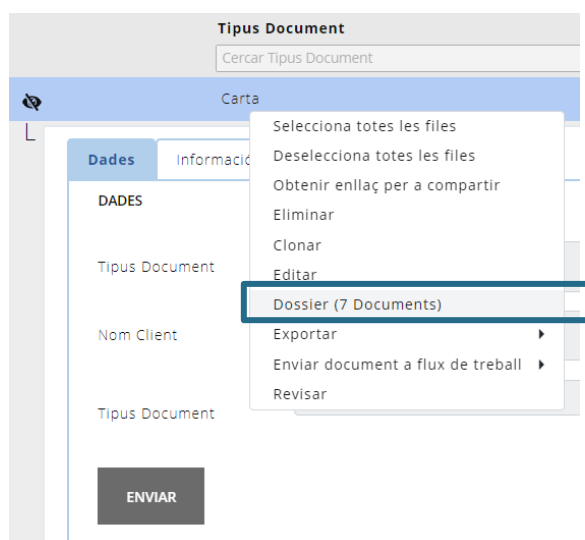 Tipus Document
Cercar Tipus Document
Carta
Selecciona totes les files
Deselecciona totes les files
Obtenir enllaç per a compartir
Eliminar
Clonar
Editar
Dossier (7 Documents)
Exportar
Enviar document a flux de treball
Revisar
Dades
Informació
DADES
Tipus Document
Nom Client
Tipus Document
ENVIAR